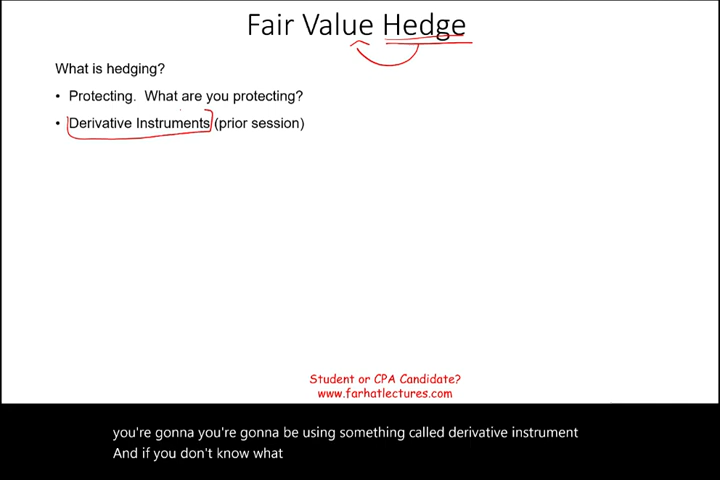 Fair Value Hedge
What is hedging?
• Protecting. What are you protecting?
• Derivative Instruments (prior session)
Student or CPA Candidate?
www.farhatlectures.com
you're gonna you're gonna be using something called derivative instrument
And if you don't know what